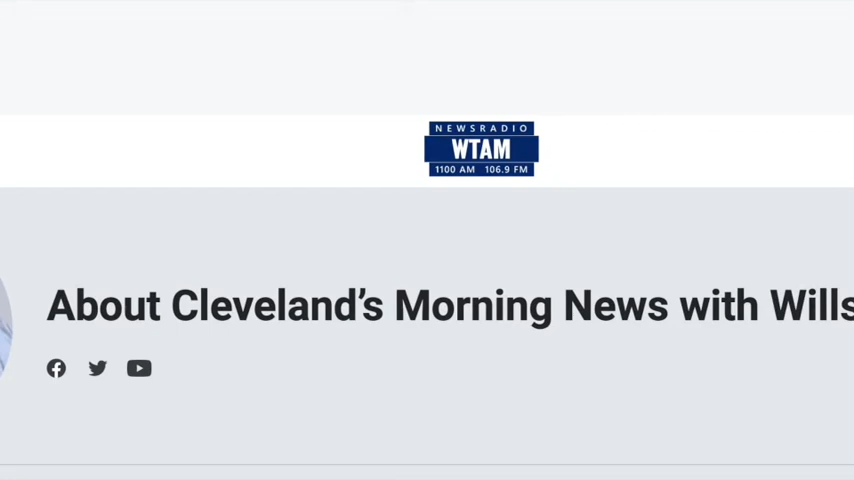 NEWSRADIO
WTAM
1100 AM 106.9 FM
About Cleveland's Morning News with Wills